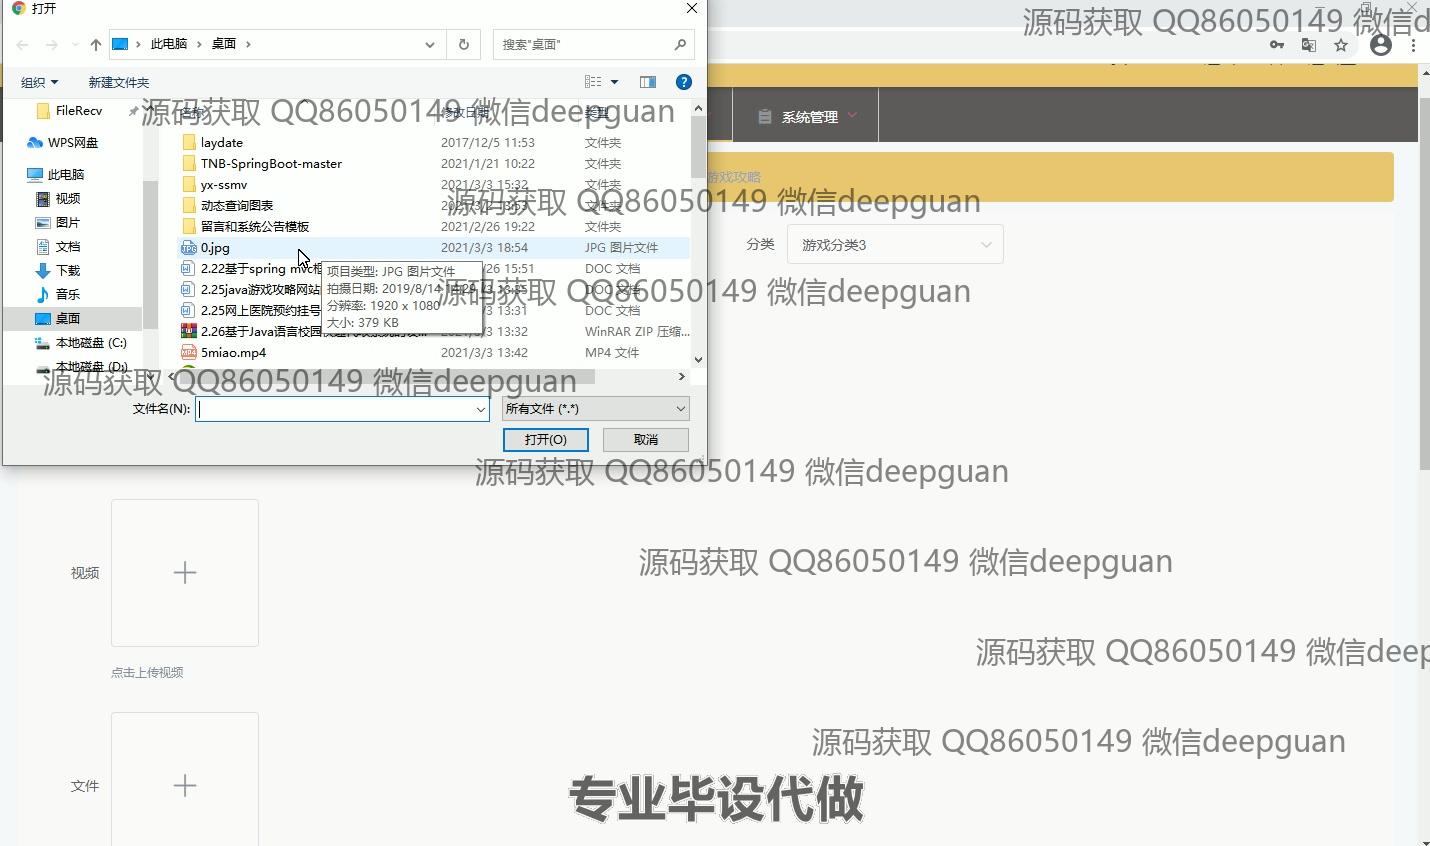 打开
源码获取 QQ86050149 微信d
此电脑 › 桌面 ›
搜索"桌面"
组织
新建文件夹
源码获取 QQ86050149 微信deepguan
FileRecv
WPS网盘
此电脑
视频
图片
文档
下载
音乐
桌面
本地磁盘 (C:)
本地磁盘 (D:)
名称 修改日期 类型
laydate 2017/12/5 11:53 文件夹
TNB-SpringBoot-master 2021/1/21 10:22 文件夹
yx-ssmv 2021/3/3 15:32 文件夹
动态查询图表 文件夹
留言和系统公告模板 2021/2/26 19:22 文件夹
0.jpg 2021/3/3 18:54 JPG 图片文件
2.22基于spring mvc框 /26 15:51 DOC 文档
2.25java游戏攻略网站 DOC 文档
2.25网上医院预约挂号 13:31 DOC 文档
2.26基于Java语言校园 2021/3/3 13:32 WinRAR ZIP 压缩...
5miao.mp4 2021/3/3 13:42 MP4 文件
项目类型: JPG 图片文件
拍摄日期: 2019/8/14 14:29
分辨率: 1920 x 1080
大小: 379 KB
系统管理
游戏攻略
源码获取 QQ86050149 微信deepguan
分类 游戏分类3
源码获取 QQ86050149 微信deepguan
源码获取 QQ86050149 微信deepguan
文件名(N):
所有文件 (*.*)
打开(O)
取消
源码获取 QQ86050149 微信deepguan
源码获取 QQ86050149 微信deepguan
视频
源码获取 QQ86050149 微信deep
点击上传视频
源码获取 QQ86050149 微信deepguan
文件
专业毕设代做